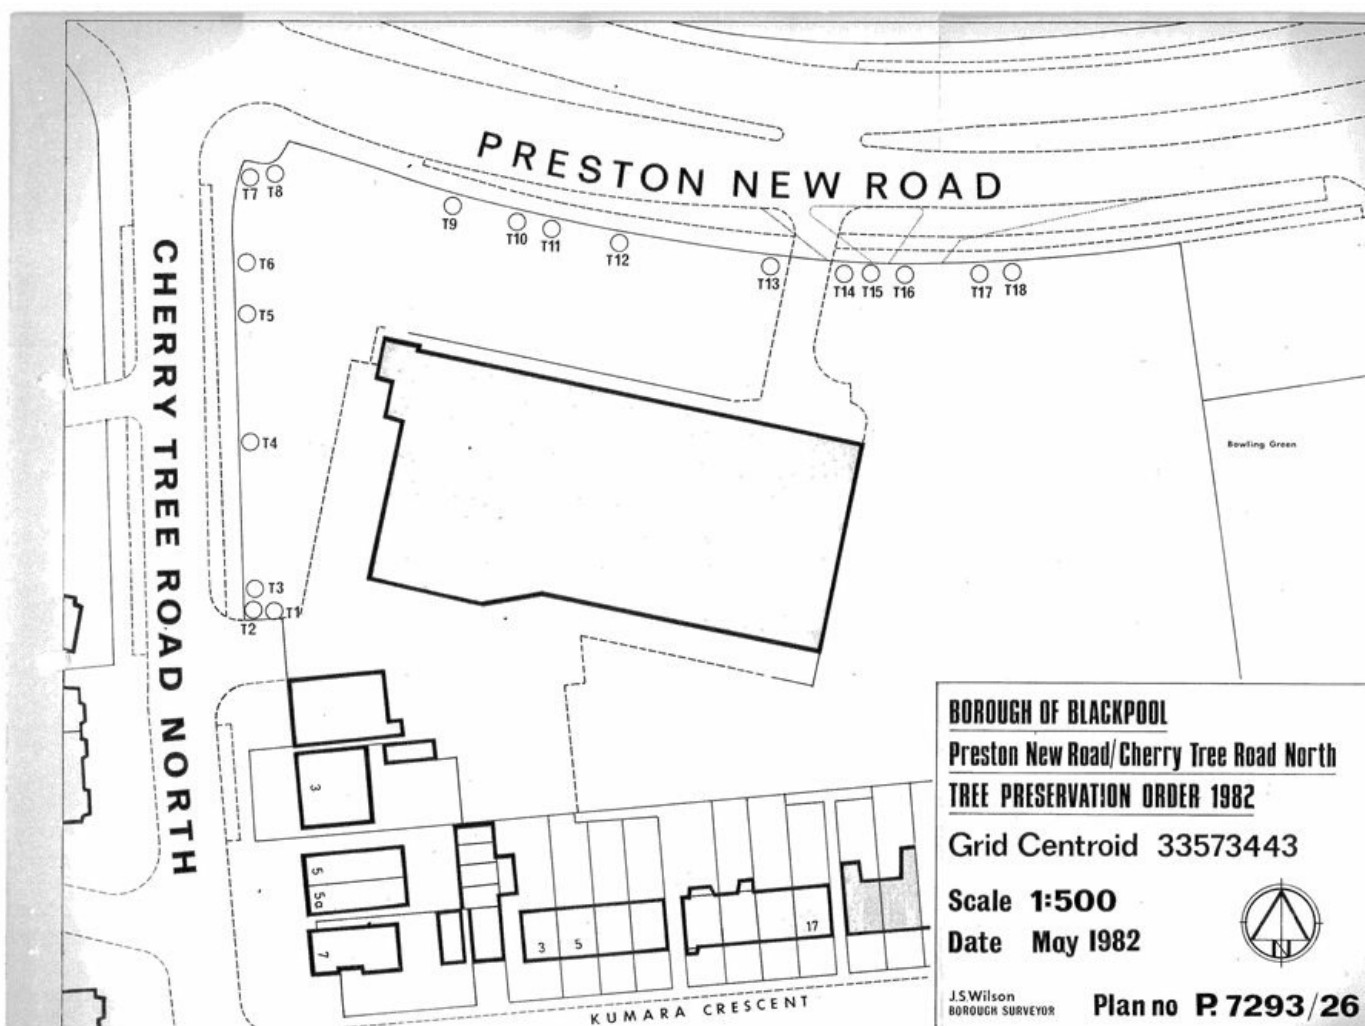 PRESTON NEW ROAD
T7
T8
T9
T10
T11
T12
T13
T14
T15
T16
T17
T18
T6
T5
T4
T3
T2
T1
CHERRY TREE ROAD NORTH
Bowling Green
3
5
5a
7
3
5
17
KUMARA CRESCENT
BOROUGH OF BLACKPOOL
Preston New Road/Cherry Tree Road North
TREE PRESERVATION ORDER 1982
Grid Centroid 33573443
Scale 1:500
Date May 1982
N
J.S.Wilson
BOROUGH SURVEYOR
Plan no P. 7293/26